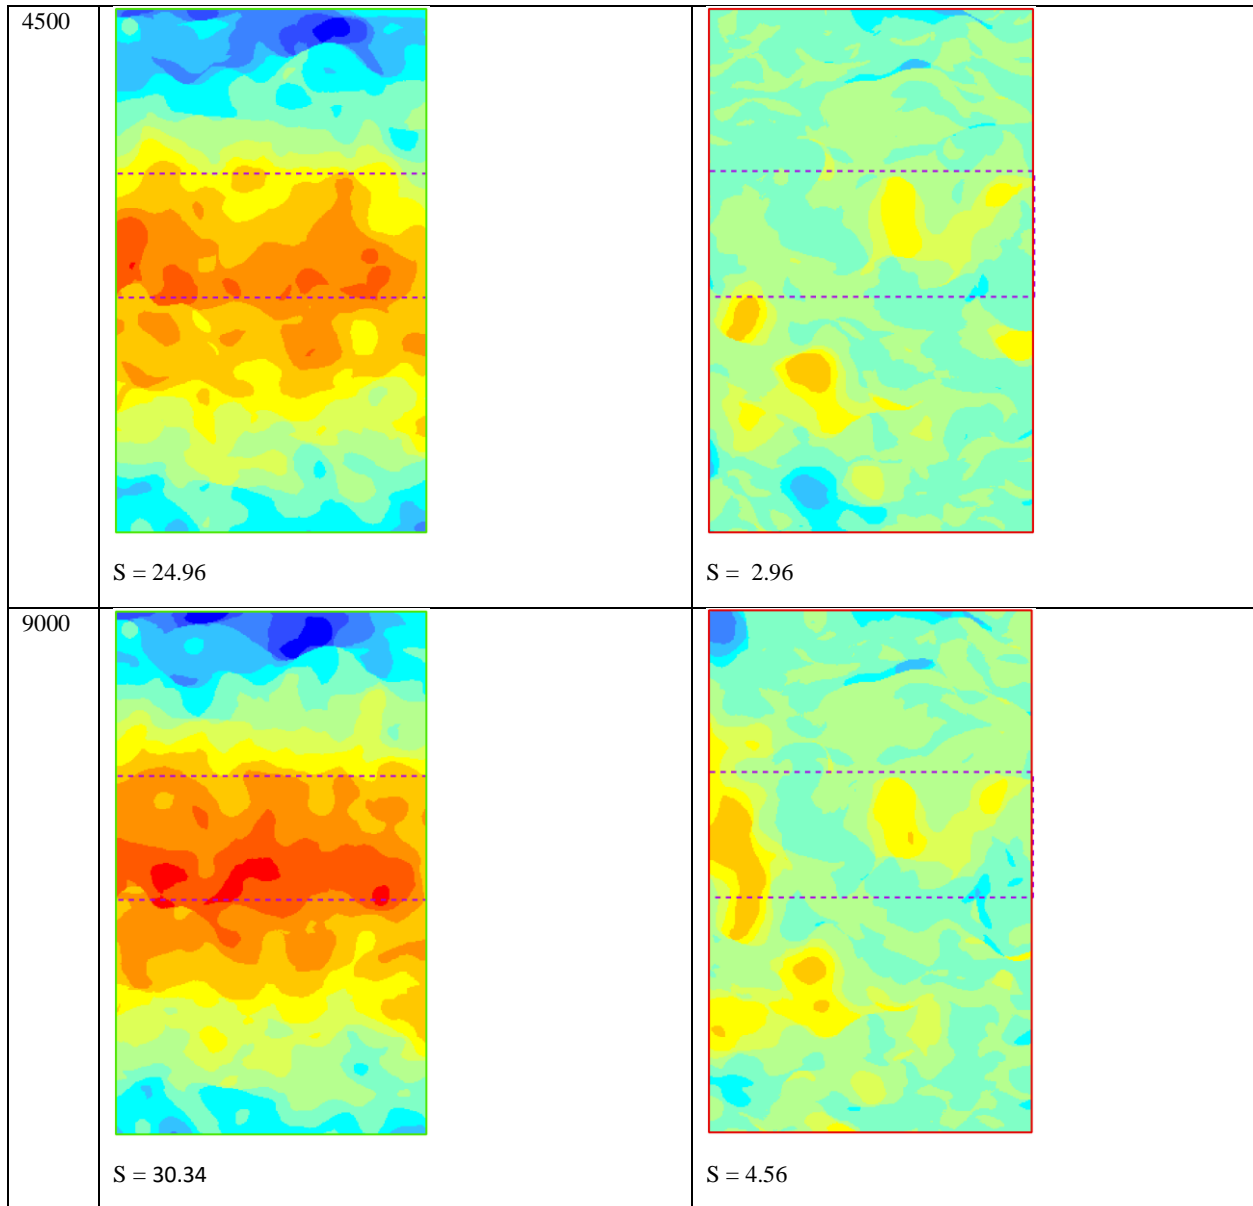 4500
S = 24.96
S = 2.96
9000
S = 30.34
S = 4.56